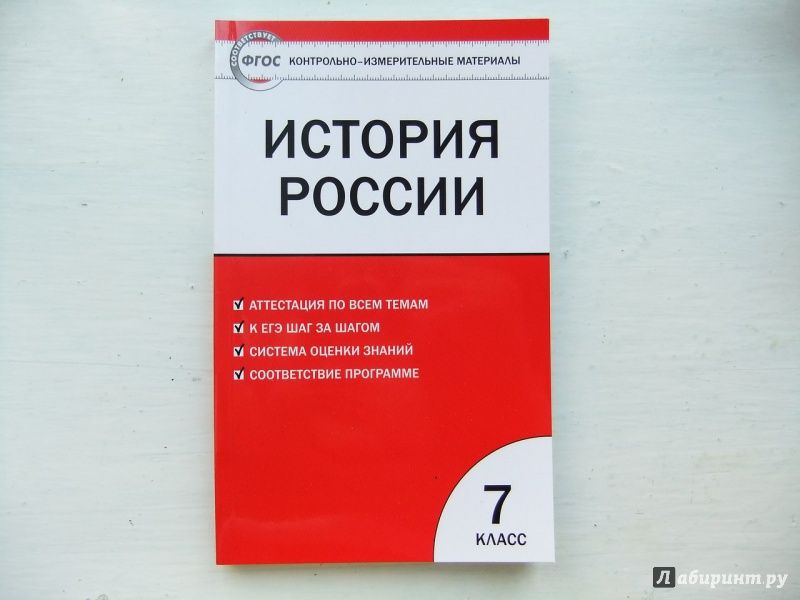 СООТВЕТСТВУЕТ
ФГОС
КОНТРОЛЬНО-ИЗМЕРИТЕЛЬНЫЕ МАТЕРИАЛЫ
ИСТОРИЯ
РОССИИ
АТТЕСТАЦИЯ ПО ВСЕМ ТЕМАМ
К ЕГЭ ШАГ ЗА ШАГОМ
СИСТЕМА ОЦЕНКИ ЗНАНИЙ
СООТВЕТСТВИЕ ПРОГРАММЕ
7
КЛАСС
Лабиринт.ру